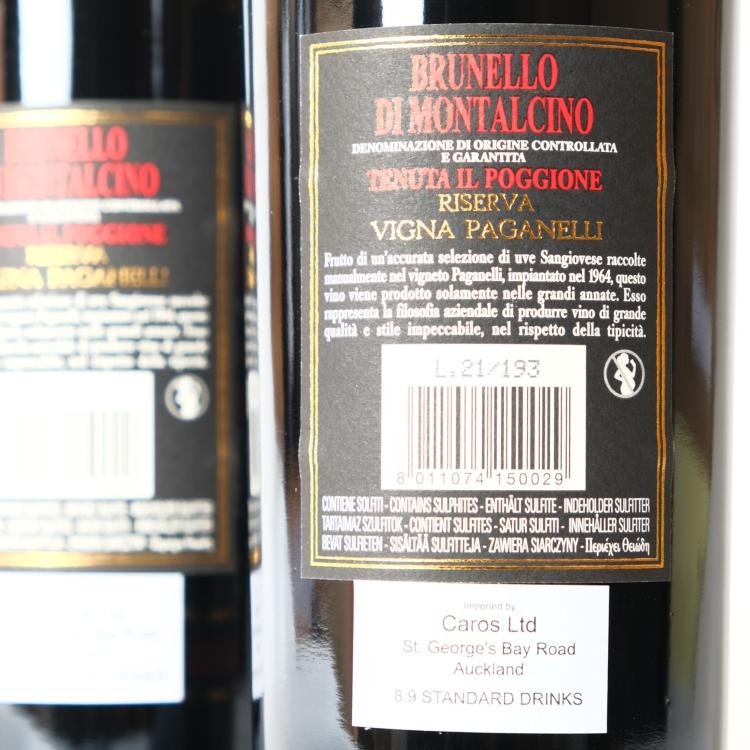 BRUNELLO
DI MONTALCINO
DENOMINAZIONE DI ORIGINE CONTROLLATA
E GARANTITA
TENUTA IL POGGIONE
RISERVA
VIGNA PAGANELLI
Frutto di un'accurata selezione di uve Sangiovese raccolte
manualmente nel vigneto Paganelli, impiantato nel 1964, questo
vino viene prodotto solamente nelle grandi annate. Esso
rappresenta la filosofia aziendale di produrre vino di grande
qualità e stile impeccabile, nel rispetto della tipicità.
L.21/193
8 011074 150029
CONTIENE SOLFITI - CONTAINS SULPHITES - ENTHÄLT SULFITE - INDEHOLDER SULFITTER
TARTALMAZ SZULFITOK - CONTIENT SULFITES - SATUR SULFITI - INNEHÅLLER SULFITER
BEVAT SULFIETEN - SISÄLTÄÄ SULFITTEJA - ZAWIERA SIARCZYNY - Περιέχει Θειώδη
Imported by
Caros Ltd
St. George's Bay Road
Auckland
8.9 STANDARD DRINKS
BRUNELLO
MONTALCINO
POGGIONE
RISERVA
VIGNA PAGANELLI